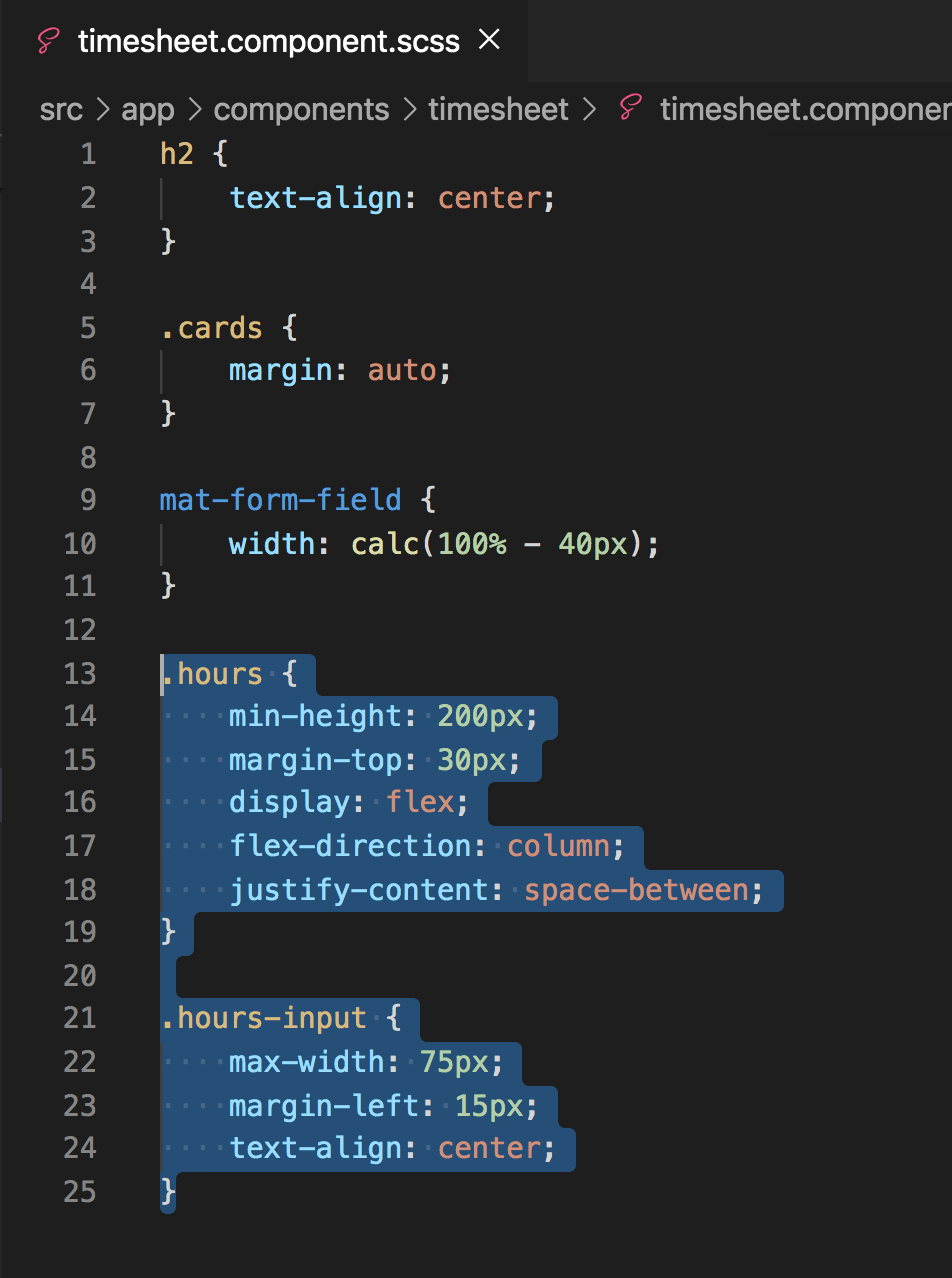 timesheet.component.scss ×
src > app > components > timesheet > timesheet.componen
1 h2 {
2     text-align: center;
3 }
4
5 .cards {
6     margin: auto;
7 }
8
9 mat-form-field {
10     width: calc(100% - 40px);
11 }
12
13 .hours {
14     min-height: 200px;
15     margin-top: 30px;
16     display: flex;
17     flex-direction: column;
18     justify-content: space-between;
19 }
20
21 .hours-input {
22     max-width: 75px;
23     margin-left: 15px;
24     text-align: center;
25 }